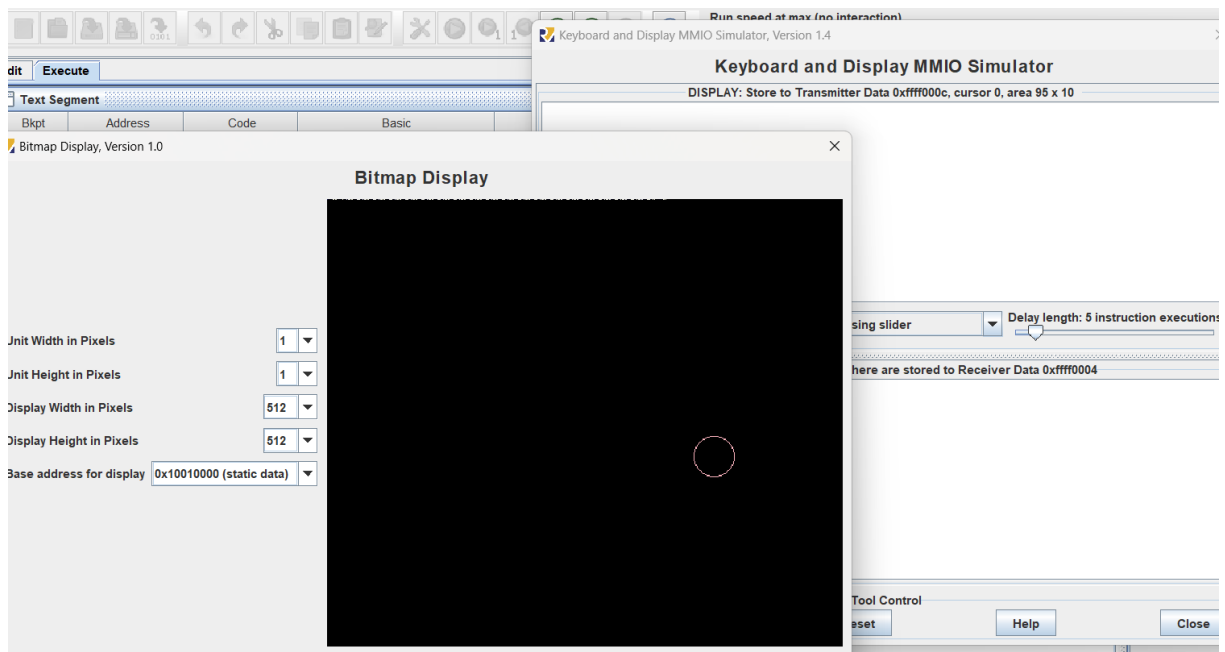 Run speed at max (no interaction)
Keyboard and Display MMIO Simulator, Version 1.4
dit Execute
Keyboard and Display MMIO Simulator
Text Segment
DISPLAY: Store to Transmitter Data 0xffff000c, cursor 0, area 95 x 10
Bkpt Address Code Basic
Bitmap Display, Version 1.0
Bitmap Display
Unit Width in Pixels 1
Unit Height in Pixels 1
Display Width in Pixels 512
Display Height in Pixels 512
Base address for display 0x10010000 (static data)
sing slider
Delay length: 5 instruction executions
here are stored to Receiver Data 0xffff0004
Tool Control
eset Help Close